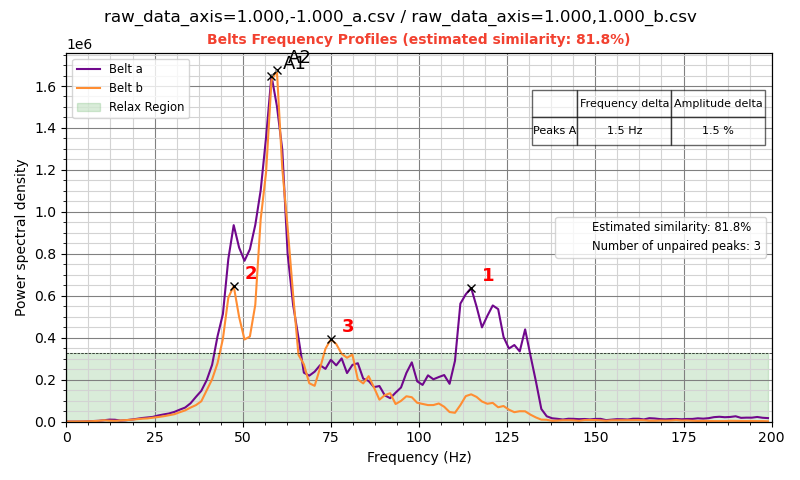 raw_data_axis=1.000,-1.000_a.csv / raw_data_axis=1.000,1.000_b.csv
Belts Frequency Profiles (estimated similarity: 81.8%)
1e6
Belt a
Belt b
Relax Region
A1
A2
Frequency delta Amplitude delta
Peaks A 1.5 Hz 1.5 %
Estimated similarity: 81.8%
Number of unpaired peaks: 3
1
2
3
Power spectral density
1.6
1.4
1.2
1.0
0.8
0.6
0.4
0.2
0.0
0 25 50 75 100 125 150 175 200
Frequency (Hz)